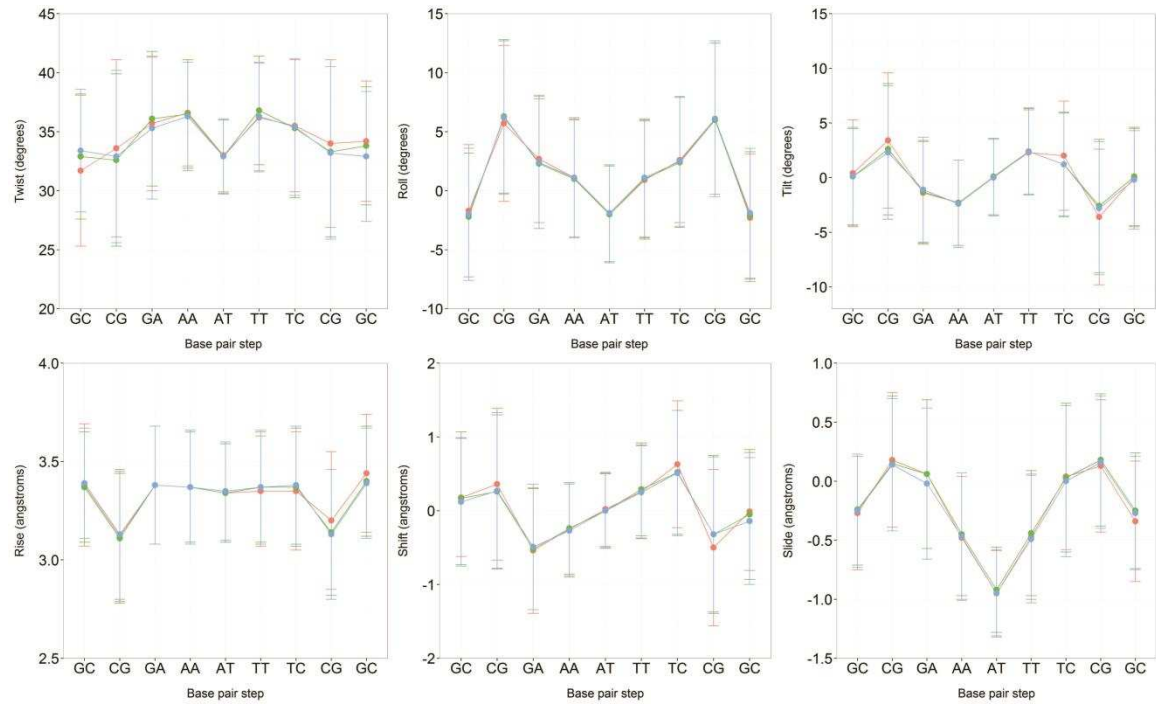 45
40
35
30
25
20
Twist (degrees)
GC CG GA AA AT TT TC CG GC
Base pair step
15
10
5
0
-5
-10
Roll (degrees)
GC CG GA AA AT TT TC CG GC
Base pair step
15
10
5
0
-5
-10
Tilt (degrees)
GC CG GA AA AT TT TC CG GC
Base pair step
4.0
3.5
3.0
2.5
Rise (angstroms)
GC CG GA AA AT TT TC CG GC
Base pair step
2
1
0
-1
-2
Shift (angstroms)
GC CG GA AA AT TT TC CG GC
Base pair step
1.0
0.5
0.0
-0.5
-1.0
-1.5
Slide (angstroms)
GC CG GA AA AT TT TC CG GC
Base pair step